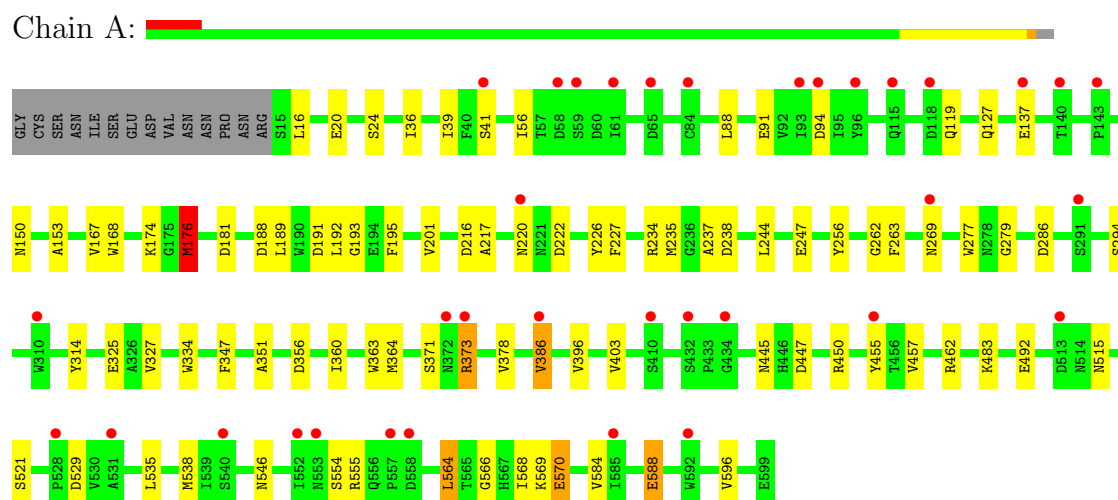 Chain A:
GLY CYS SER ASN ILE SER GLU ASP VAL ASN ASN PRO ASN ARG S15 L16 E20 S24 I36 I39 F40 S41 I56 T57 D58 S59 D60 I61 D65 C84 L88 E91 V92 I93 D94 I95 Y96 Q115 D118 Q119 Q127 E137 T140 P143
N150 A153 V167 W168 K174 G175 M176 D181 D188 L189 W190 D191 L192 G193 E194 F195 V201 D216 A217 N220 N221 D222 Y226 F227 R234 M235 G236 A237 D238 L244 E247 Y256 G262 F263 N269 W277 N278 G279 D286 S291 S294
W310 Y314 E325 A326 V327 W334 F347 A351 D356 I360 W363 M364 S371 N372 R373 V378 V386 V396 V403 S410 S432 P433 G434 N445 H446 D447 R450 Y455 T456 V457 R462 K483 E492 D513 N514 N515
S521 P528 D529 V530 A531 L535 M538 I539 S540 N546 I552 N553 S554 R555 Q556 P557 D558 L564 T565 G566 H567 I568 K569 E570 V584 I585 E588 W592 V596 E599